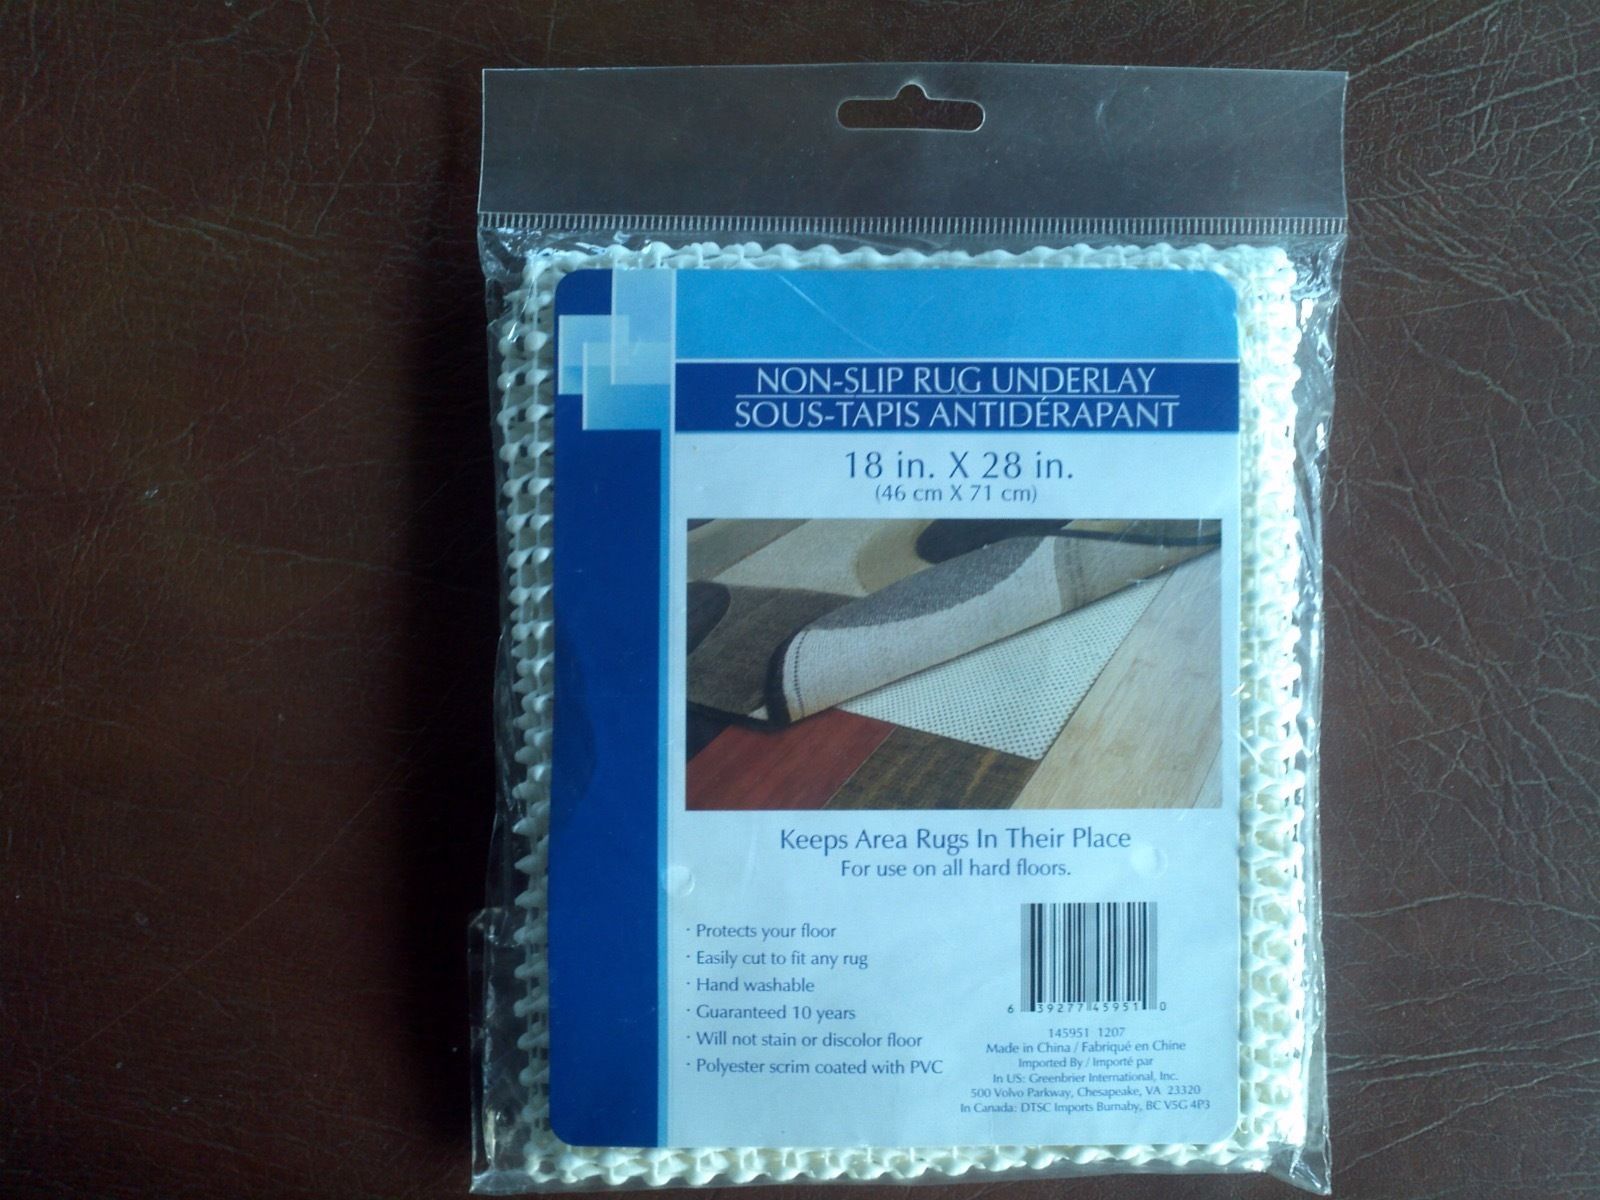 NON-SLIP RUG UNDERLAY
SOUS-TAPIS ANTIDÉRAPANT
18 in. X 28 in.
(46 cm X 71 cm)
Keeps Area Rugs In Their Place
For use on all hard floors.
· Protects your floor
· Easily cut to fit any rug
· Hand washable
· Guaranteed 10 years
· Will not stain or discolor floor
· Polyester scrim coated with PVC
6 39277 45951 0
145951 1207
Made in China / Fabriqué en Chine
Imported By / Importé par
In US: Greenbrier International, Inc.
500 Volvo Parkway, Chesapeake, VA 23320
In Canada: DTSC Imports Burnaby, BC V5G 4P3